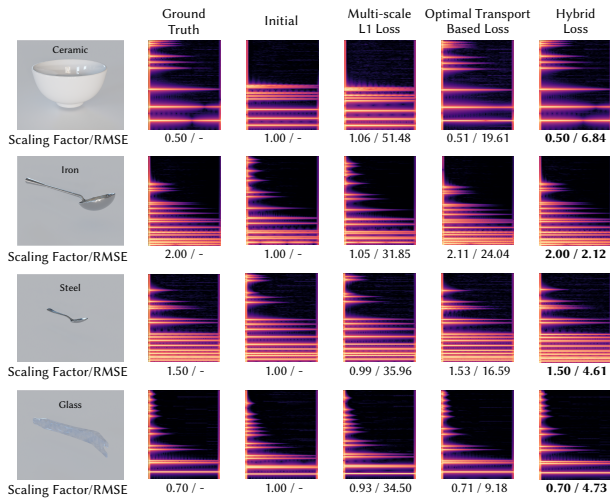 Ground Truth
Initial
Multi-scale L1 Loss
Optimal Transport Based Loss
Hybrid Loss
Ceramic
Scaling Factor/RMSE 0.50 / - 1.00 / - 1.06 / 51.48 0.51 / 19.61 0.50 / 6.84
Iron
Scaling Factor/RMSE 2.00 / - 1.00 / - 1.05 / 31.85 2.11 / 24.04 2.00 / 2.12
Steel
Scaling Factor/RMSE 1.50 / - 1.00 / - 0.99 / 35.96 1.53 / 16.59 1.50 / 4.61
Glass
Scaling Factor/RMSE 0.70 / - 1.00 / - 0.93 / 34.50 0.71 / 9.18 0.70 / 4.73